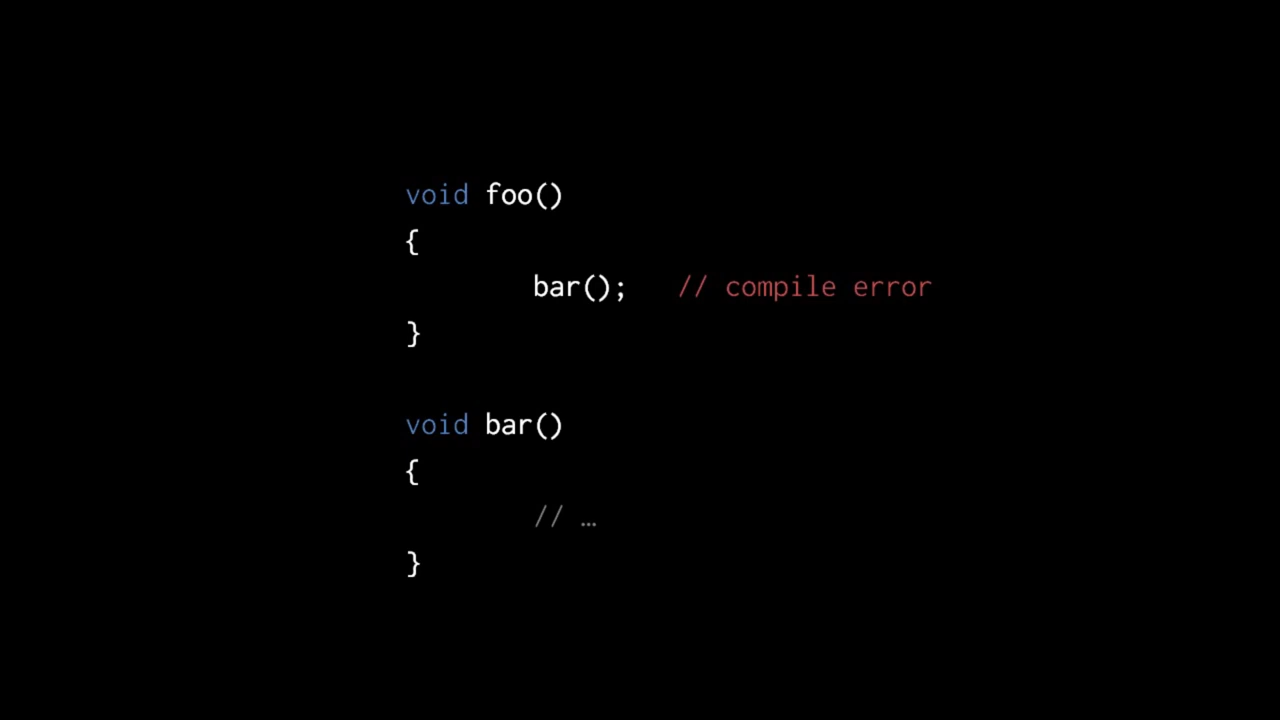 void foo()
{
bar(); // compile error
}
void bar()
{
// …
}